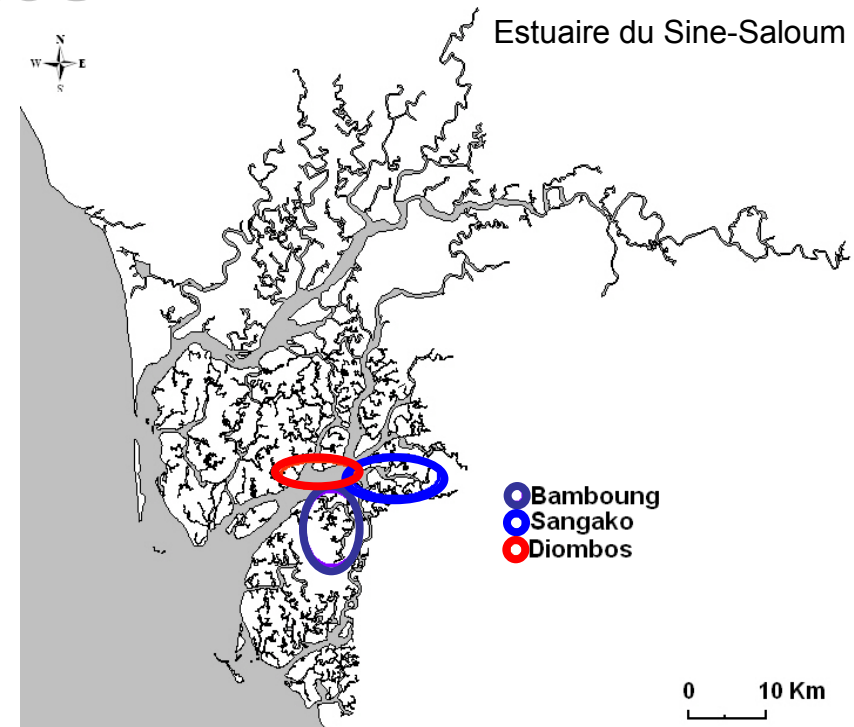 Estuaire du Sine-Saloum
N
W E
S
Bamboung
Sangako
Diombos
0 10 Km